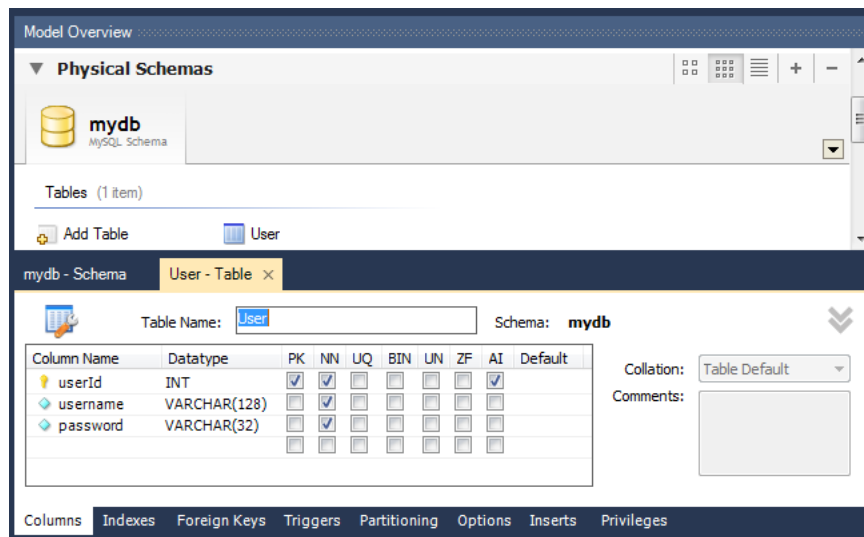 Model Overview
Physical Schemas
mydb
MySQL Schema
Tables (1 item)
Add Table User
mydb - Schema User - Table
Table Name: User Schema: mydb
Column Name Datatype PK NN UQ BIN UN ZF AI Default
userId INT
username VARCHAR(128)
password VARCHAR(32)
Collation: Table Default
Comments:
Columns Indexes Foreign Keys Triggers Partitioning Options Inserts Privileges